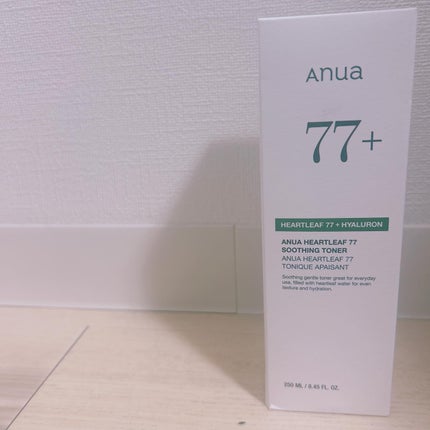 Anua
77+
HEARTLEAF 77 + HYALURON
ANUA HEARTLEAF 77
SOOTHING TONER
ANUA HEARTLEAF 77
TONIQUE APAISANT
Soothing gentle toner great for everyday
use, filled with heartleaf water for even
texture and hydration.
250 ML / 8.45 FL. OZ.